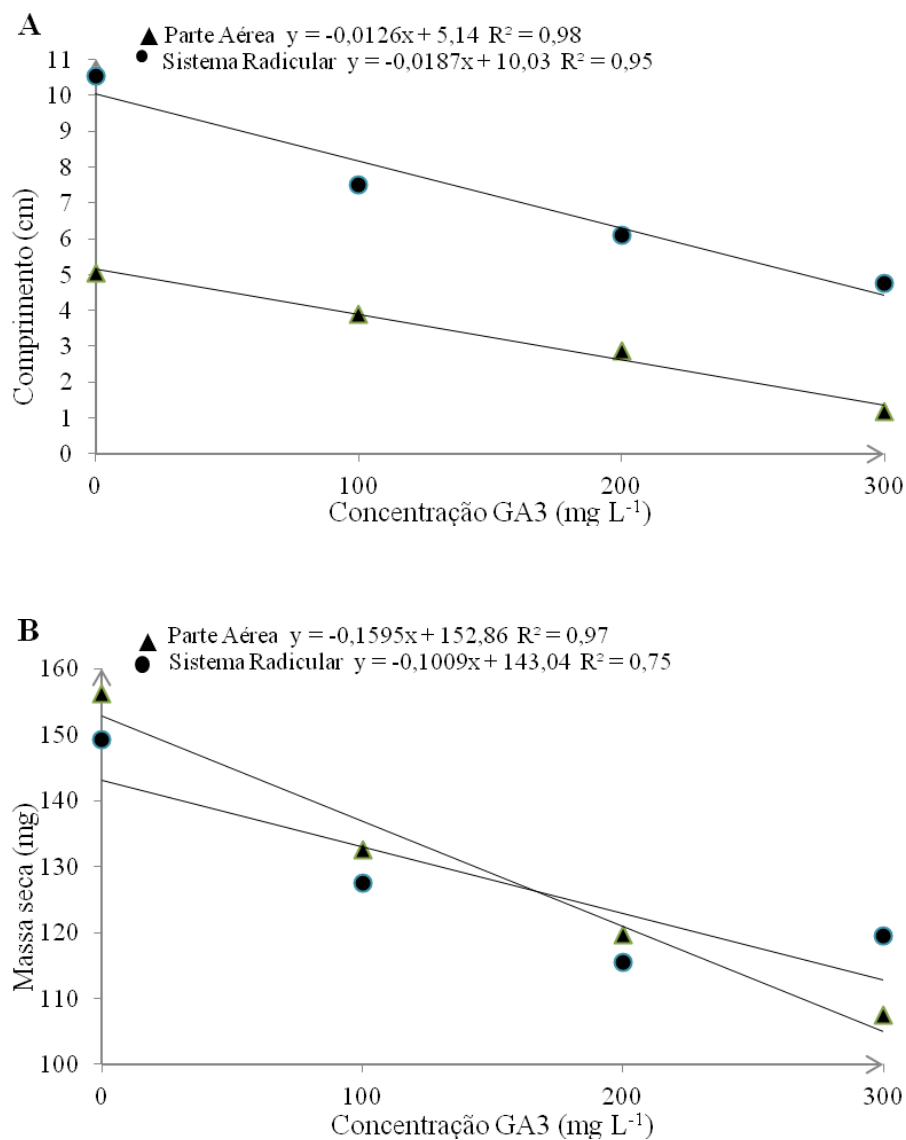 A
▲ Parte Aérea y = -0,0126x + 5,14 R² = 0,98
● Sistema Radicular y = -0,0187x + 10,03 R² = 0,95
11
10
9
8
7
6
5
4
3
2
1
0
Comprimento (cm)
0 100 200 300
Concentração GA3 (mg L⁻¹)
B
▲ Parte Aérea y = -0,1595x + 152,86 R² = 0,97
● Sistema Radicular y = -0,1009x + 143,04 R² = 0,75
160
150
140
130
120
110
100
Massa seca (mg)
0 100 200 300
Concentração GA3 (mg L⁻¹)